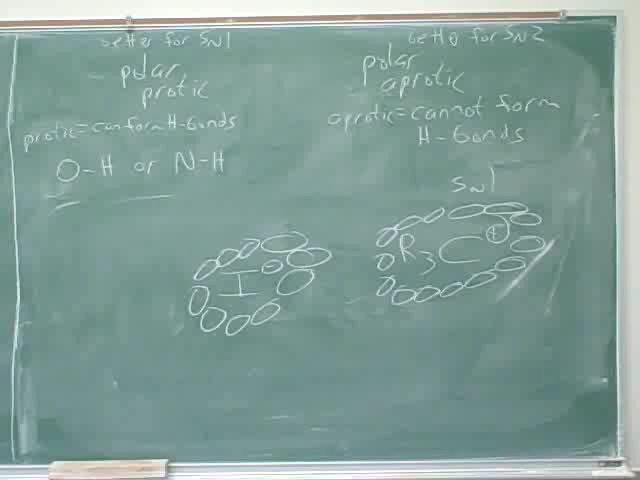 better for SN1
polar
protic
protic = can form H-bonds
O-H or N-H
better for SN2
polar
aprotic
aprotic = cannot form
H-bonds
SN1
I⊖
R3C⊕